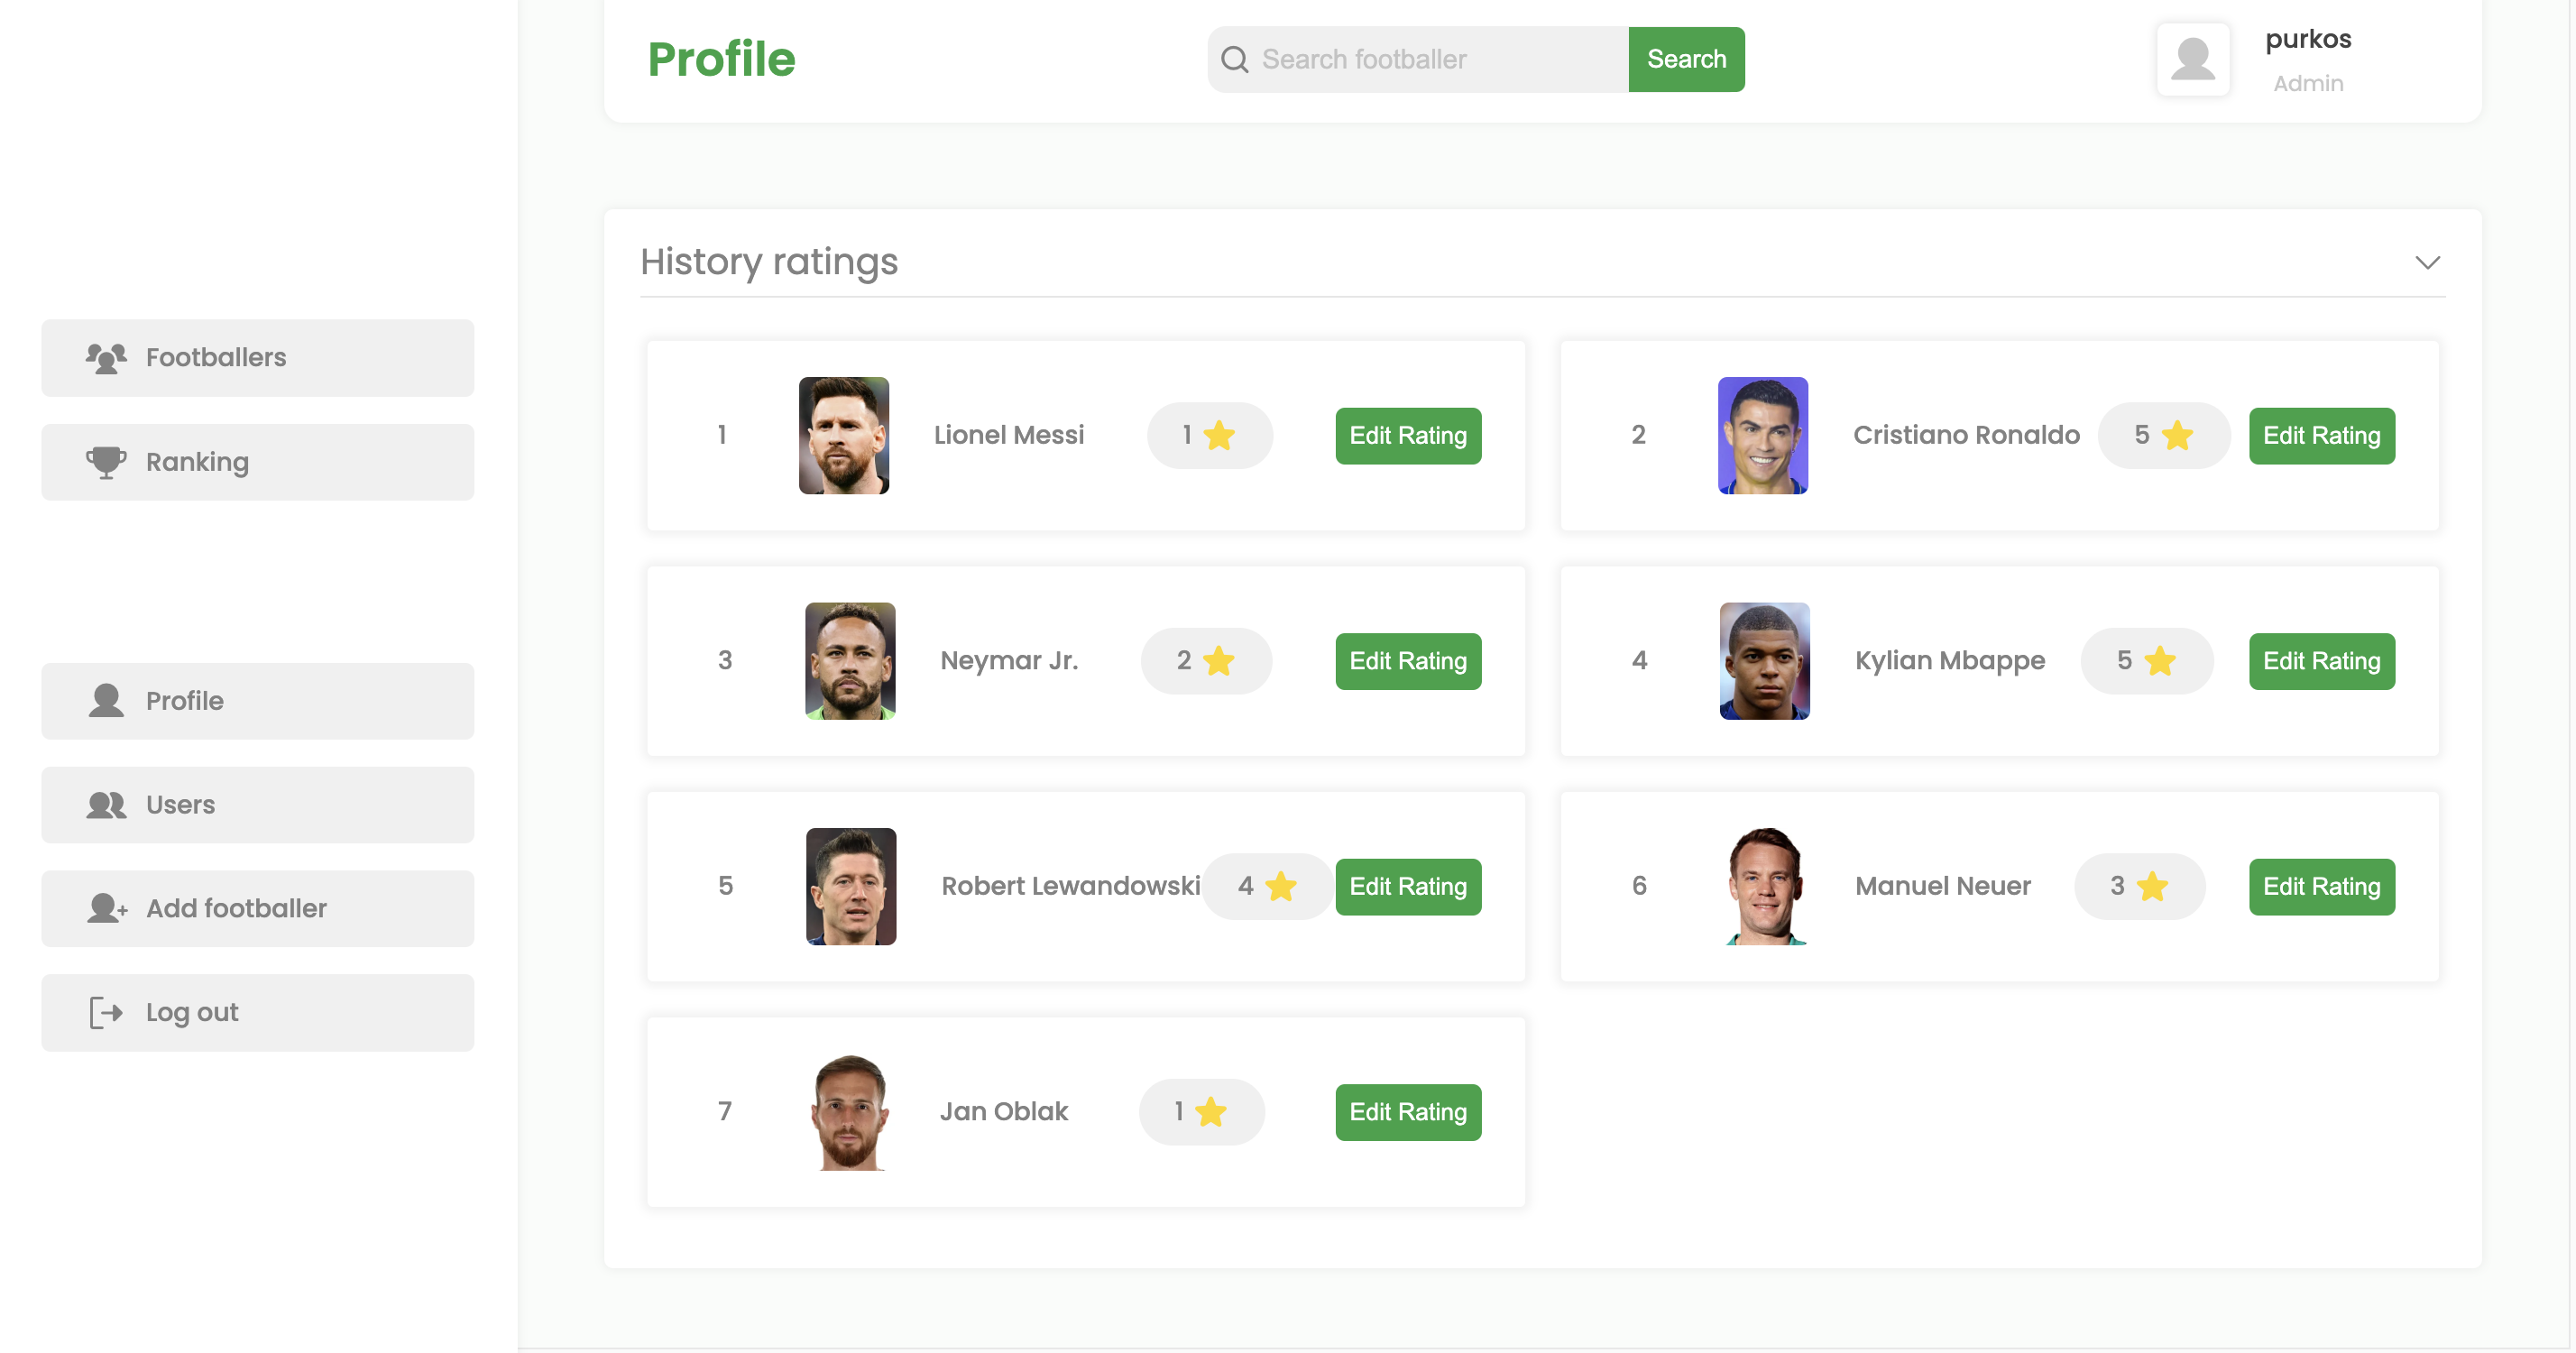 Profile
Search footballer
Search
purkos
Admin
Footballers
Ranking
Profile
Users
Add footballer
Log out
History ratings
1 Lionel Messi 1 Edit Rating
2 Cristiano Ronaldo 5 Edit Rating
3 Neymar Jr. 2 Edit Rating
4 Kylian Mbappe 5 Edit Rating
5 Robert Lewandowski 4 Edit Rating
6 Manuel Neuer 3 Edit Rating
7 Jan Oblak 1 Edit Rating